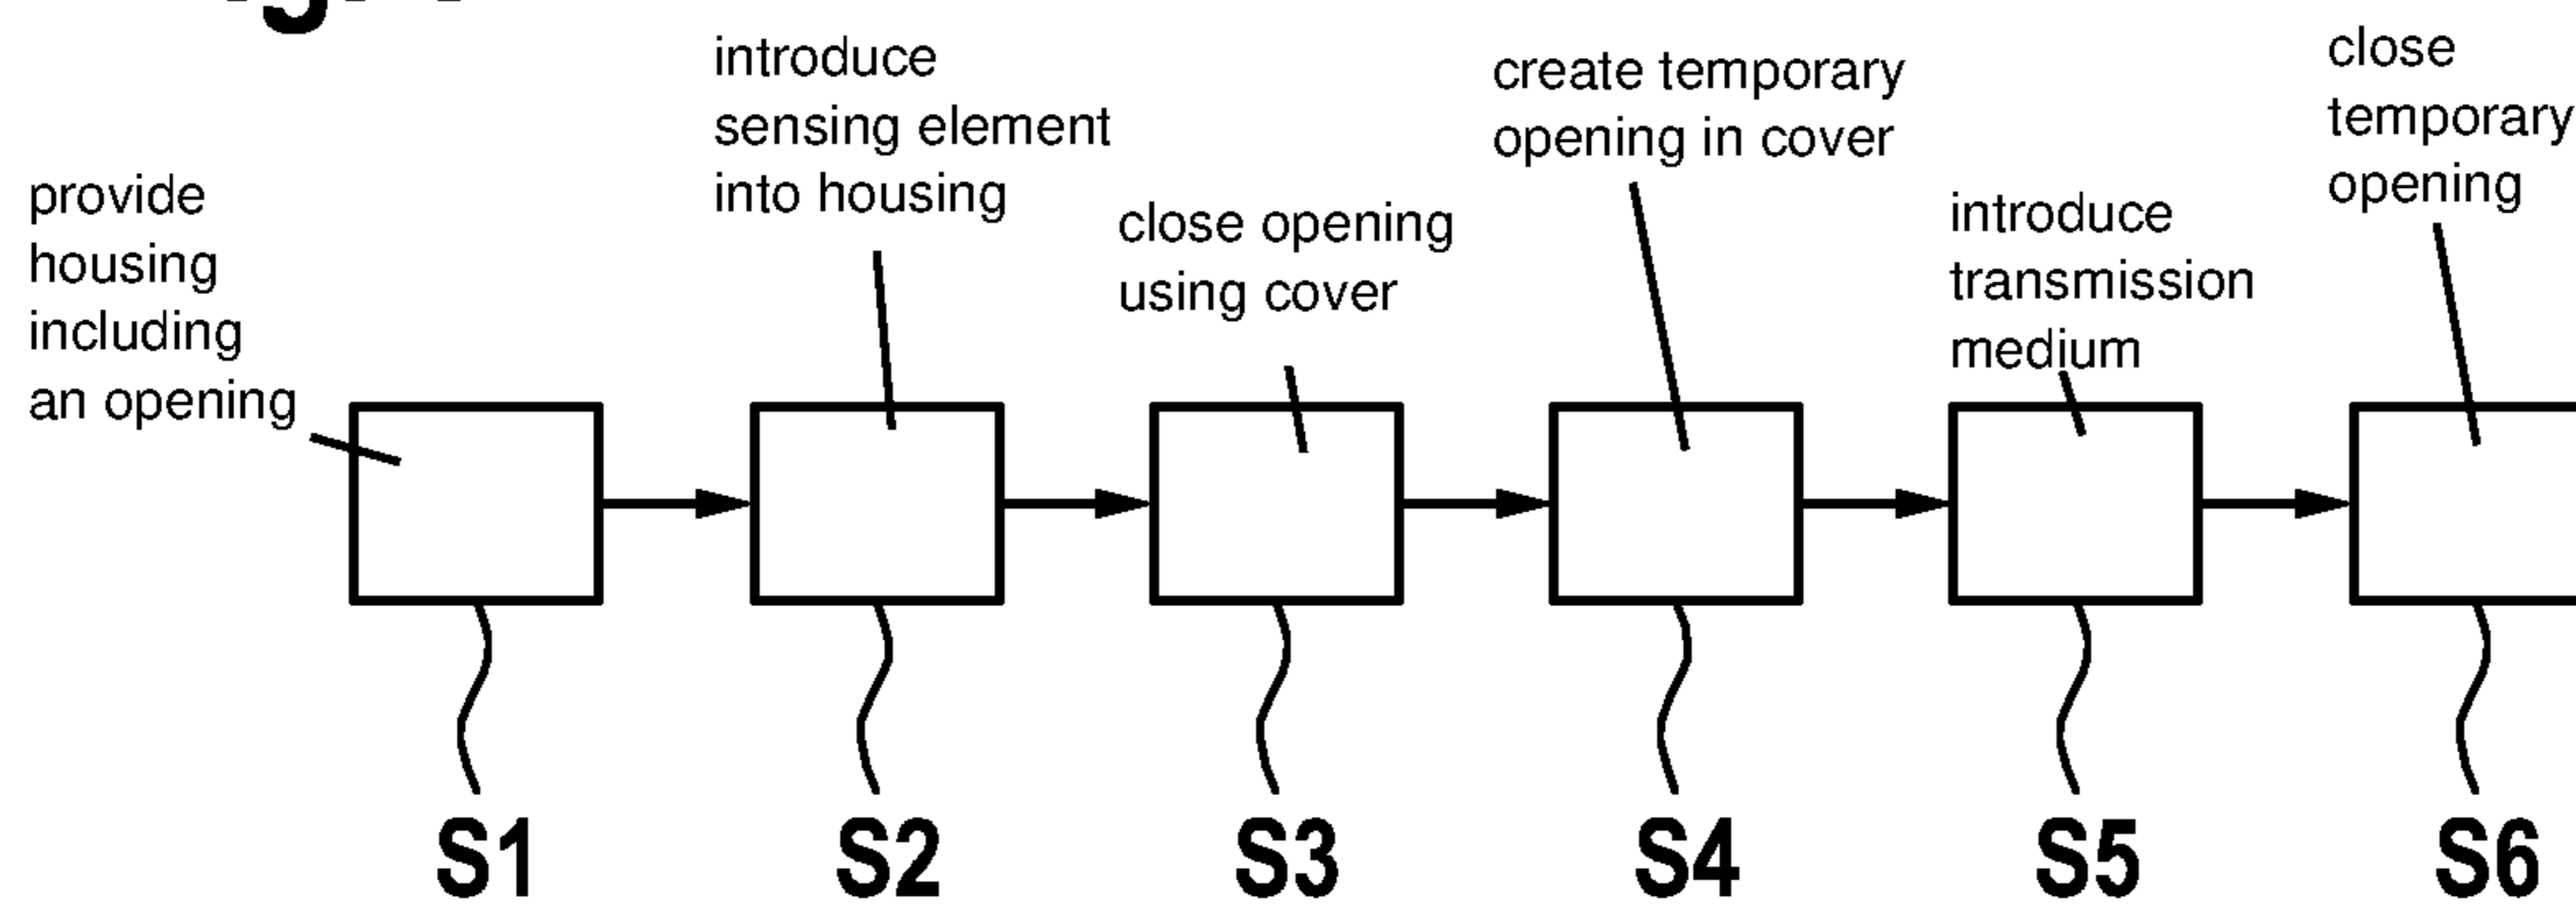 provide
housing
including
an opening
introduce
sensing element
into housing
close opening
using cover
create temporary
opening in cover
introduce
transmission
medium
close
temporary
opening
S1
S2
S3
S4
S5
S6